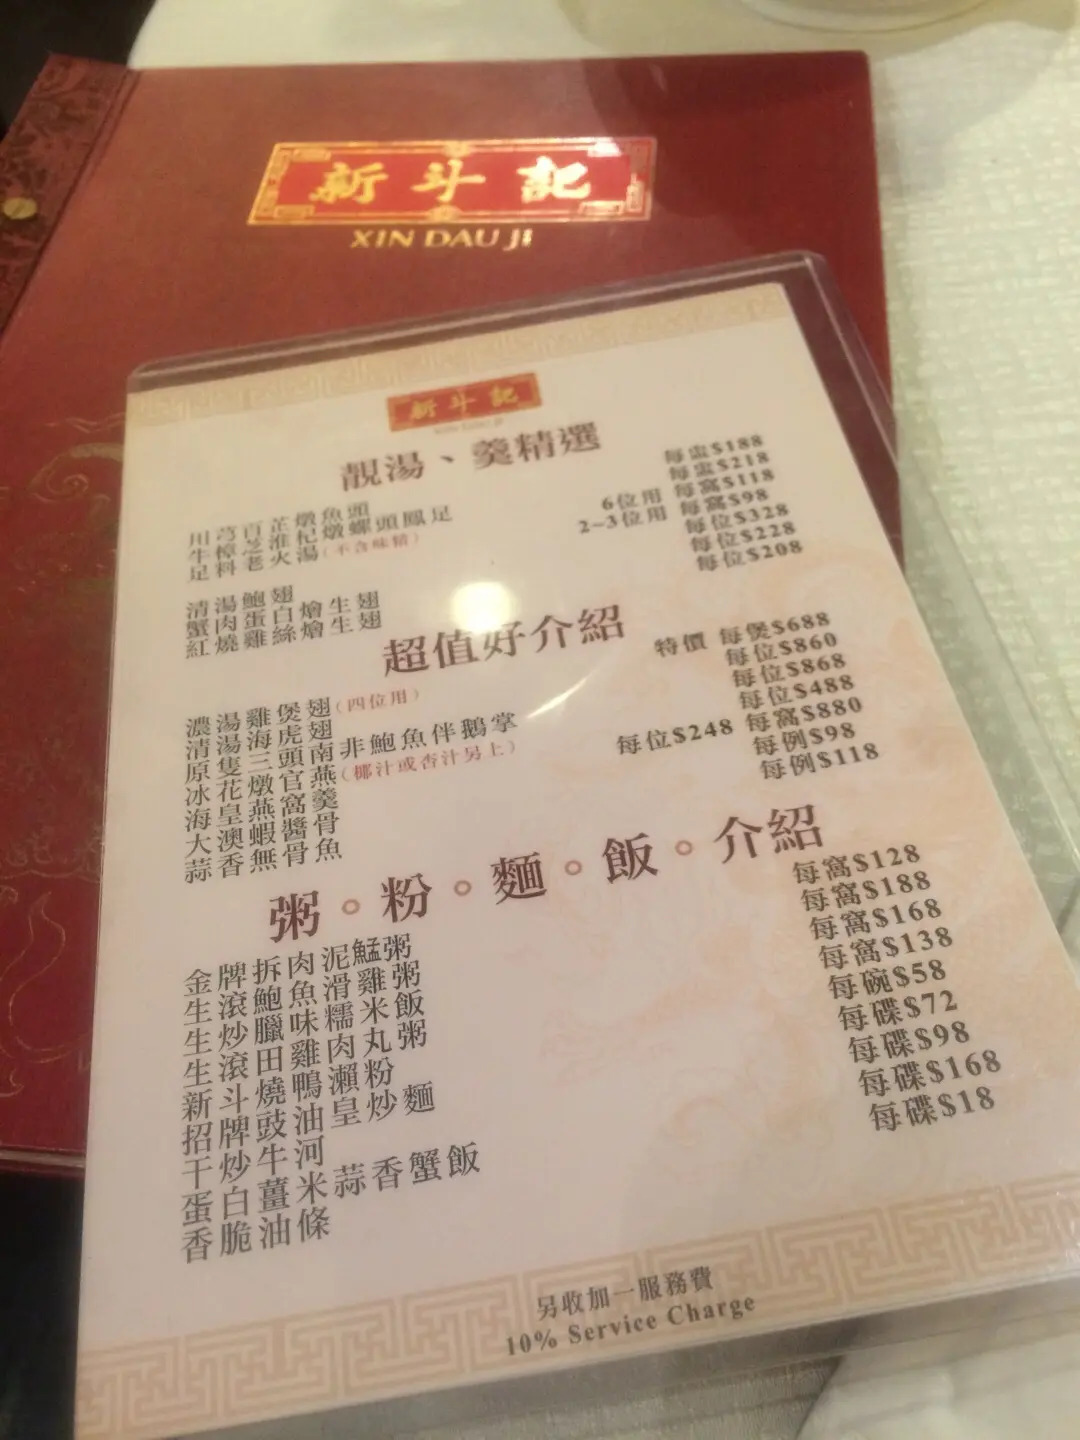 新斗記
XIN DAU JI
新斗記
Xin Dau Ji
靚湯、羹精選
川芎百芷燉魚頭 每盅$188
牛樟芝淮杞燉螺頭鳳足 每盅$218
足料老火湯(不含味精) 6位用 每窩$118
2~3位用 每窩$98
清湯鮑翅 每位$328
蟹肉蛋白燴生翅 每位$228
紅燒雞絲燴生翅 每位$208
超值好介紹
濃湯雞煲翅(四位用) 特價 每煲$688
清湯海虎翅 每位$860
原隻三頭南非鮑魚伴鵝掌 每位$868
冰花燉官燕(椰汁或杏汁另上) 每位$488
海皇燕窩羹 每位$248 每窩$880
大澳蝦醬骨 每例$98
蒜香無骨魚 每例$118
粥。粉。麵。飯。介紹
金牌拆肉泥鯭粥 每窩$128
生滾鮑魚滑雞粥 每窩$188
生炒臘味糯米飯 每窩$168
生滾田雞肉丸粥 每窩$138
新斗燒鴨瀨粉 每碗$58
招牌豉油皇炒麵 每碟$72
干炒牛河 每碟$98
蛋白薑米蒜香蟹飯 每碟$168
香脆油條 每碟$18
另收加一服務費
10% Service Charge